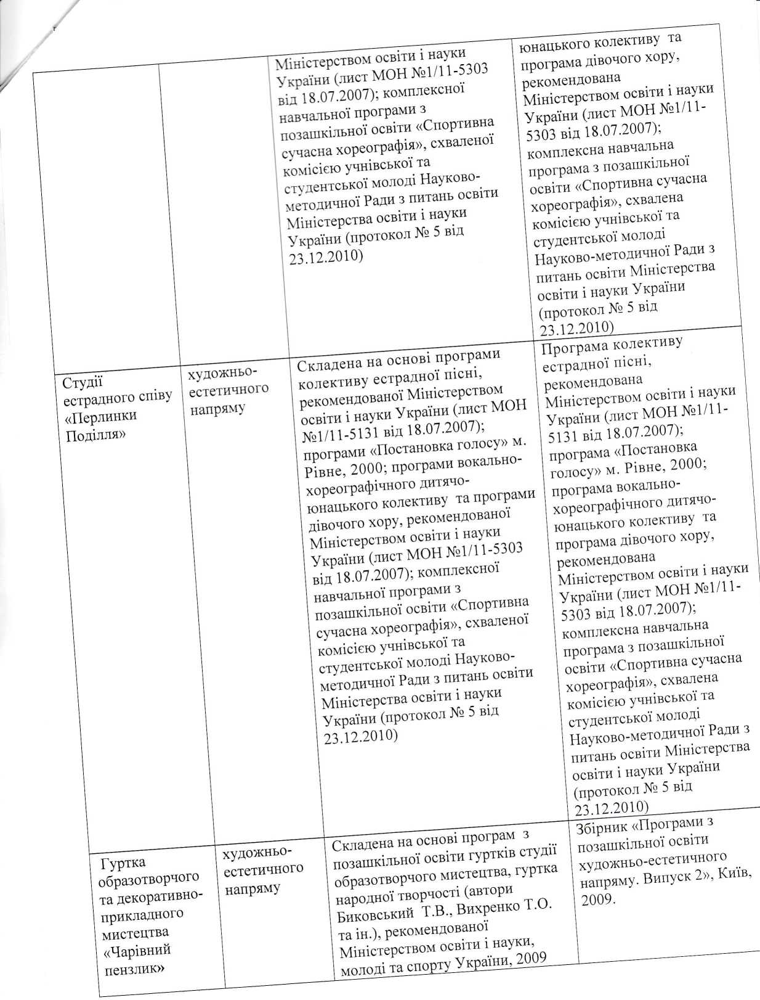 Міністерством освіти і науки
України (лист МОН №1/11-5303
від 18.07.2007); комплексної
навчальної програми з
позашкільної освіти «Спортивна
сучасна хореографія», схваленої
комісією учнівської та
студентської молоді Науково-
методичної Ради з питань освіти
Міністерства освіти і науки
України (протокол № 5 від
23.12.2010)
юнацького колективу та
програма дівочого хору,
рекомендована
Міністерством освіти і науки
України (лист МОН №1/11-
5303 від 18.07.2007);
комплексна навчальна
програма з позашкільної
освіти «Спортивна сучасна
хореографія», схвалена
комісією учнівської та
студентської молоді
Науково-методичної Ради з
питань освіти Міністерства
освіти і науки України
(протокол № 5 від
23.12.2010)
Студії
естрадного співу
«Перлинки
Поділля»
художньо-
естетичного
напряму
Складена на основі програми
колективу естрадної пісні,
рекомендованої Міністерством
освіти і науки України (лист МОН
№1/11-5131 від 18.07.2007);
програми «Постановка голосу» м.
Рівне, 2000; програми вокально-
хореографічного дитячо-
юнацького колективу та програми
дівочого хору, рекомендованої
Міністерством освіти і науки
України (лист МОН №1/11-5303
від 18.07.2007); комплексної
навчальної програми з
позашкільної освіти «Спортивна
сучасна хореографія», схваленої
комісією учнівської та
студентської молоді Науково-
методичної Ради з питань освіти
Міністерства освіти і науки
України (протокол № 5 від
23.12.2010)
Програма колективу
естрадної пісні,
рекомендована
Міністерством освіти і науки
України (лист МОН №1/11-
5131 від 18.07.2007);
програма «Постановка
голосу» м. Рівне, 2000;
програма вокально-
хореографічного дитячо-
юнацького колективу та
програма дівочого хору,
рекомендована
Міністерством освіти і науки
України (лист МОН №1/11-
5303 від 18.07.2007);
комплексна навчальна
програма з позашкільної
освіти «Спортивна сучасна
хореографія», схвалена
комісією учнівської та
студентської молоді
Науково-методичної Ради з
питань освіти Міністерства
освіти і науки України
(протокол № 5 від
23.12.2010)
Гуртка
образотворчого
та декоративно-
прикладного
мистецтва
«Чарівний
пензлик»
художньо-
естетичного
напряму
Складена на основі програм з
позашкільної освіти гуртків студії
образотворчого мистецтва, гуртка
народної творчості (автори
Биковський Т.В., Вихренко Т.О.
та ін.), рекомендованої
Міністерством освіти і науки,
молоді та спорту України, 2009
Збірник «Програми з
позашкільної освіти
художньо-естетичного
напряму. Випуск 2», Київ,
2009.